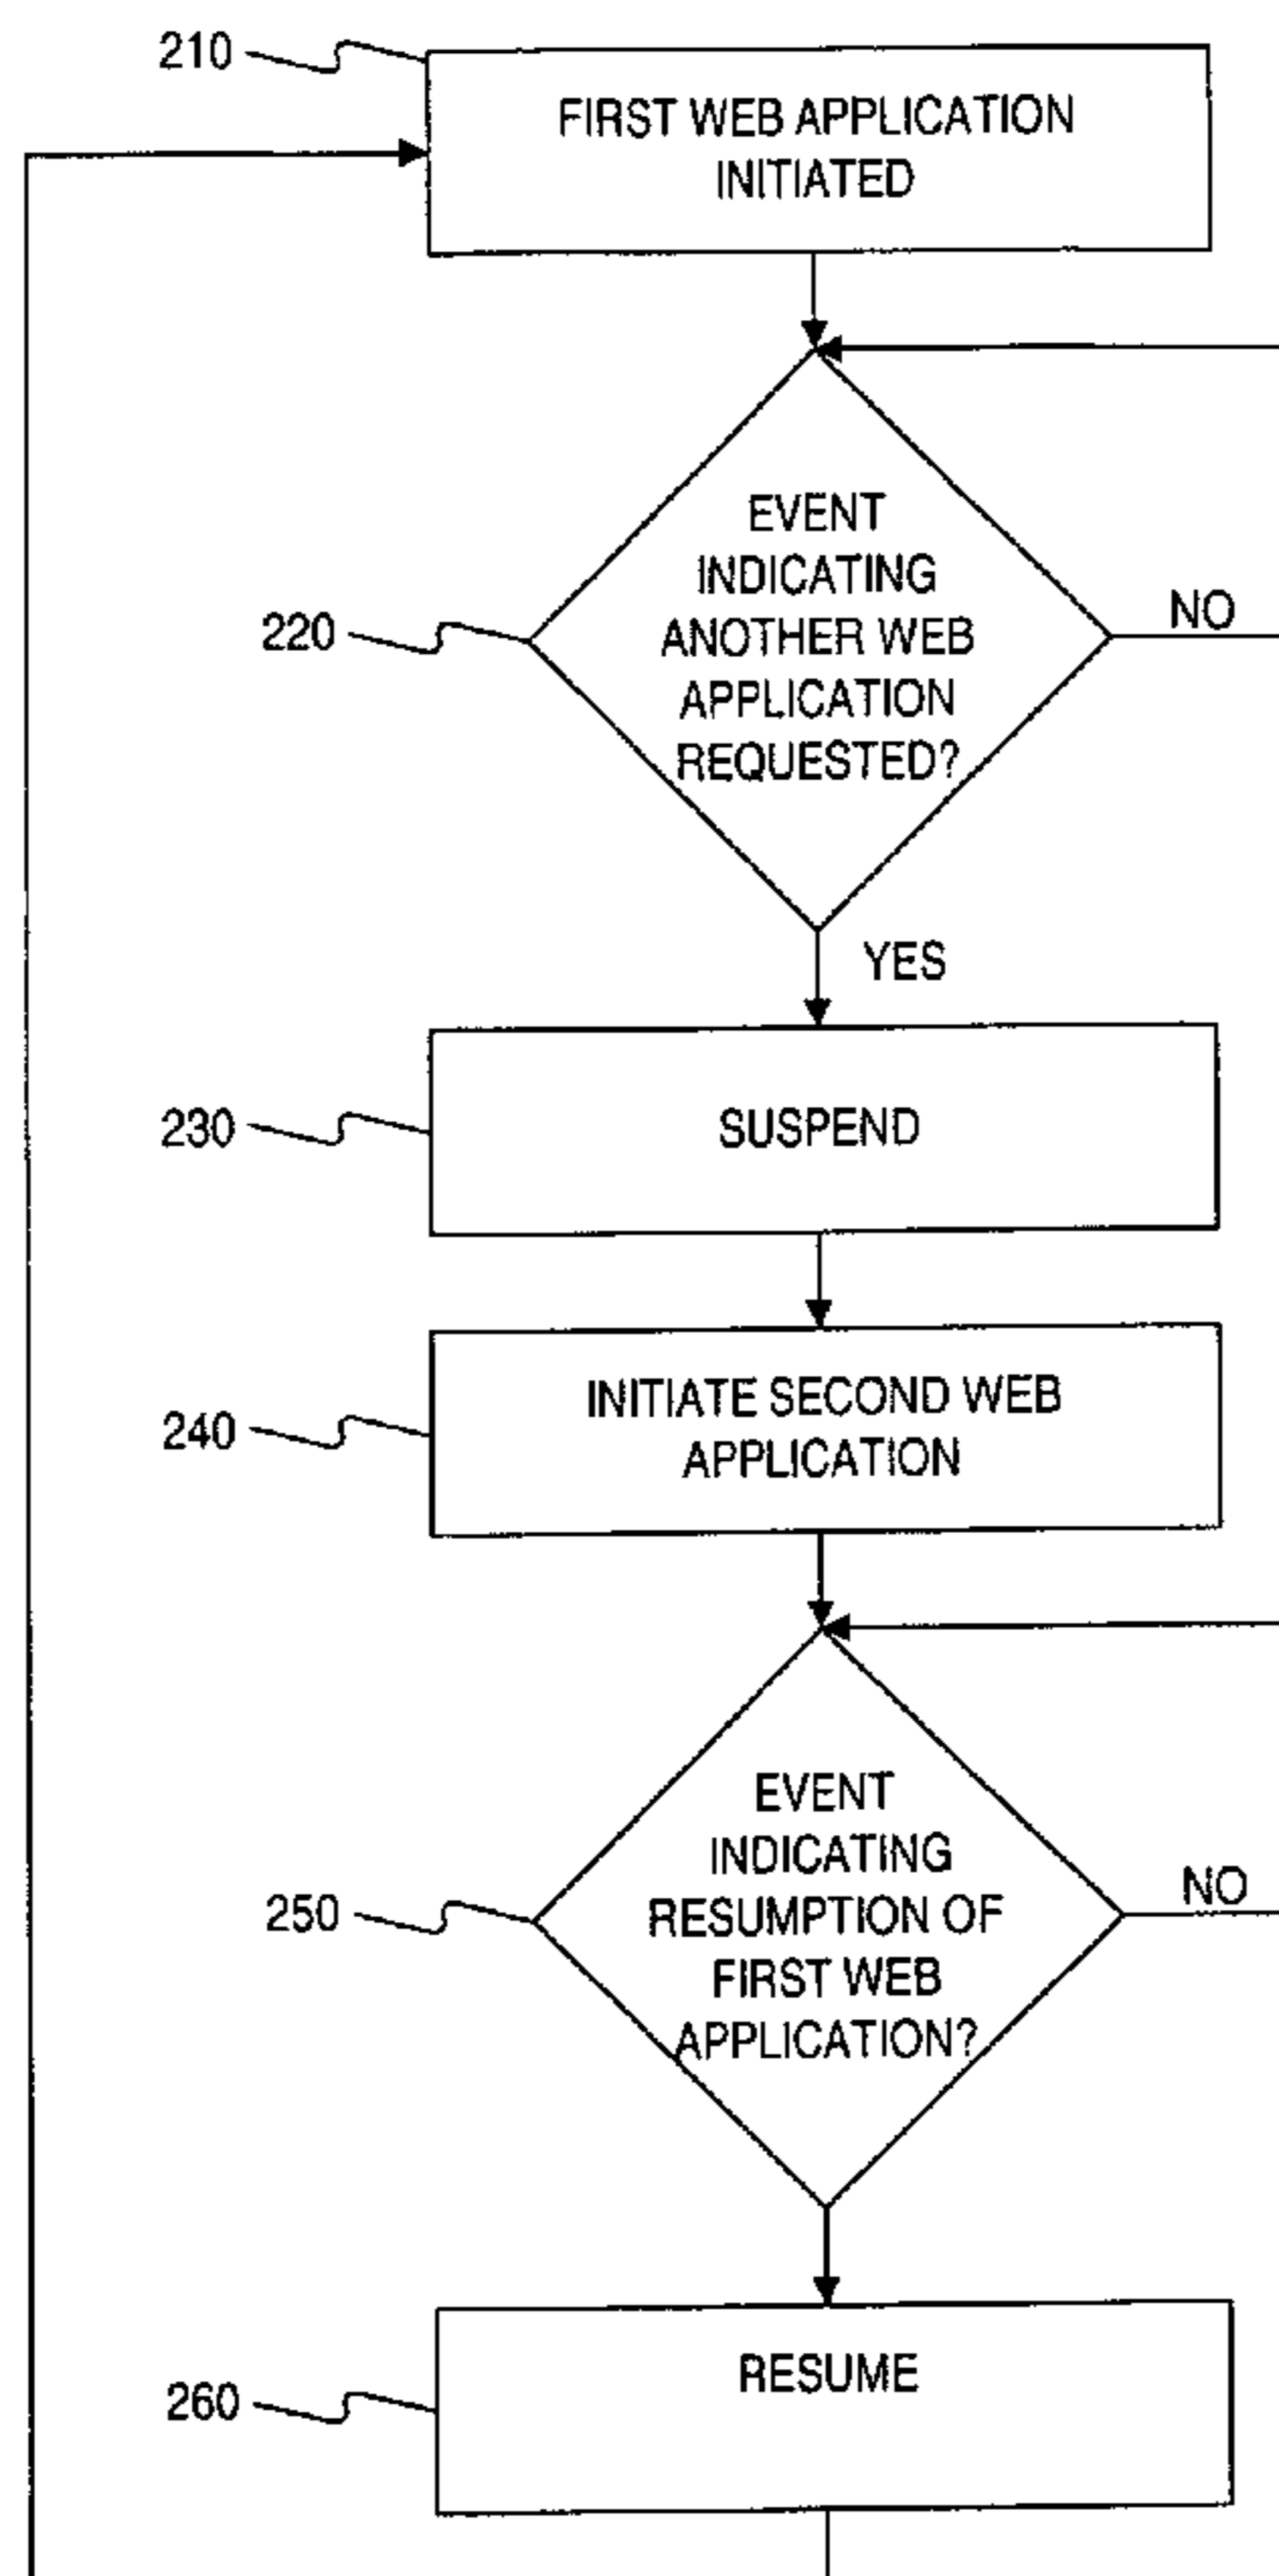 210
FIRST WEB APPLICATION
INITIATED
EVENT
INDICATING
ANOTHER WEB
APPLICATION
REQUESTED?
220
NO
YES
230
SUSPEND
240
INITIATE SECOND WEB
APPLICATION
EVENT
INDICATING
RESUMPTION OF
FIRST WEB
APPLICATION?
250
NO
260
RESUME